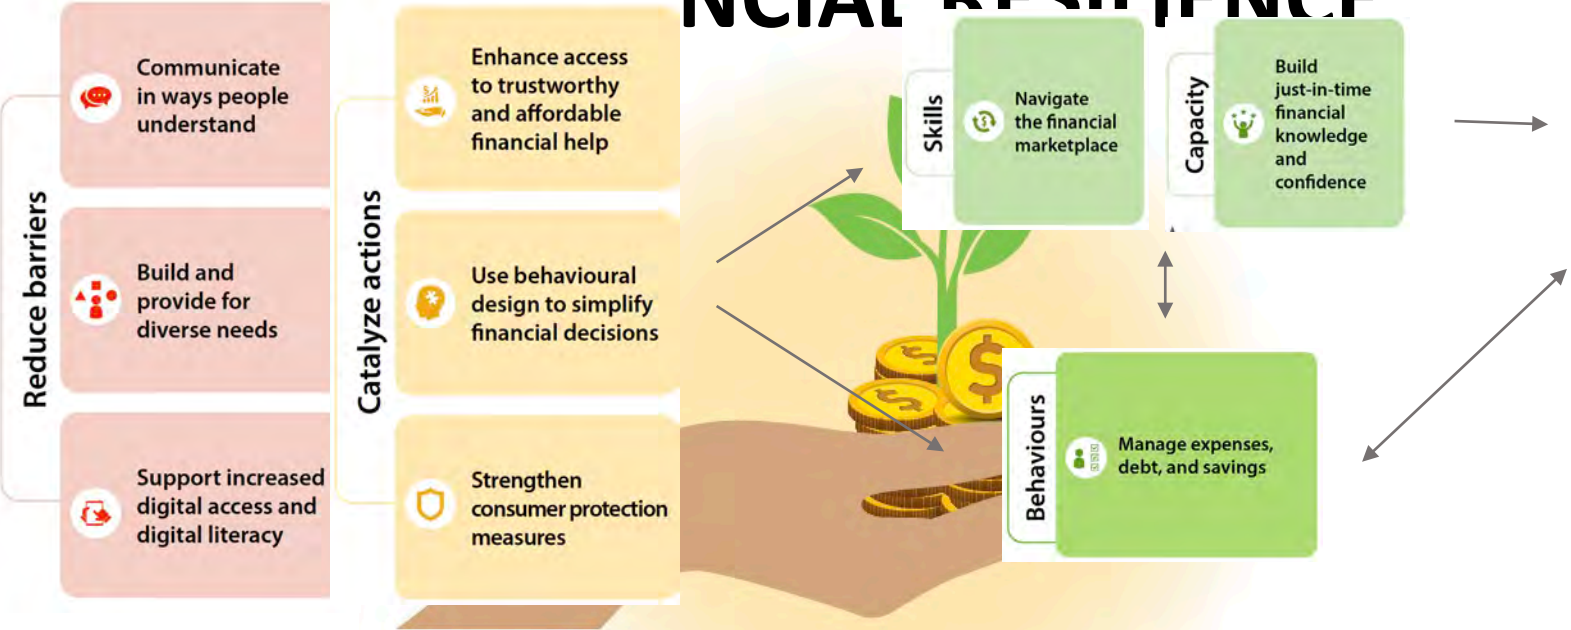 NCIAL RESILIENCE
Reduce barriers
Communicate
in ways people
understand
Build and
provide for
diverse needs
Support increased
digital access and
digital literacy
Catalyze actions
Enhance access
to trustworthy
and affordable
financial help
Use behavioural
design to simplify
financial decisions
Strengthen
consumer protection
measures
Skills
Navigate
the financial
marketplace
Capacity
Build
just-in-time
financial
knowledge
and
confidence
Behaviours
Manage expenses,
debt, and savings